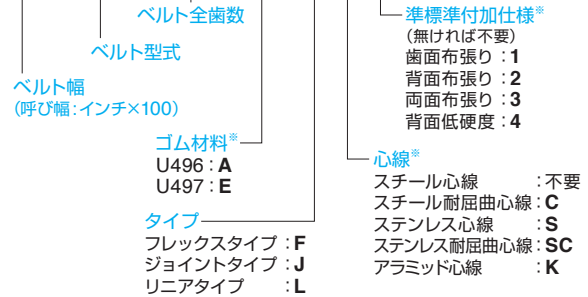 ベルト全歯数
ベルト型式
ベルト幅
(呼び幅:インチ×100)
ゴム材料※
U496:A
U497:E
タイプ
フレックスタイプ:F
ジョイントタイプ:J
リニアタイプ:L
準標準付加仕様※
(無ければ不要)
歯面布張り:1
背面布張り:2
両面布張り:3
背面低硬度:4
心線※
スチール心線:不要
スチール耐屈曲心線:C
ステンレス心線:S
ステンレス耐屈曲心線:SC
アラミッド心線:K